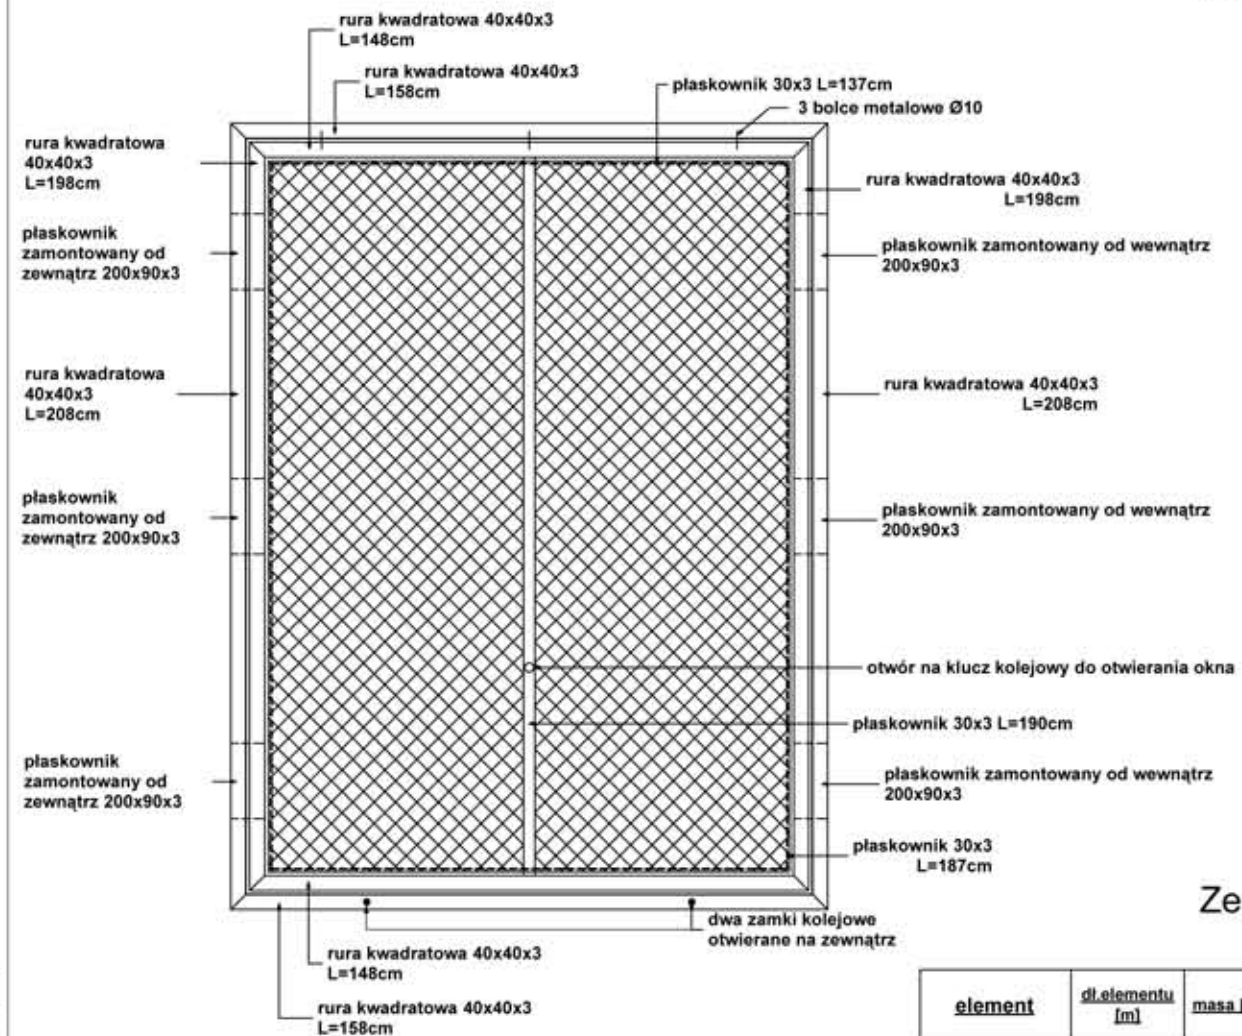 rura kwadratowa 40x40x3
L=148cm
rura kwadratowa 40x40x3
L=158cm
płaskownik 30x3 L=137cm
3 bolce metalowe Ø10
rura kwadratowa
40x40x3
L=198cm
rura kwadratowa 40x40x3
L=198cm
płaskownik
zamontowany od
zewnątrz 200x90x3
płaskownik zamontowany od wewnątrz
200x90x3
rura kwadratowa
40x40x3
L=208cm
rura kwadratowa 40x40x3
L=208cm
płaskownik
zamontowany od
zewnątrz 200x90x3
płaskownik zamontowany od wewnątrz
200x90x3
otwór na klucz kolejowy do otwierania okna
płaskownik 30x3 L=190cm
płaskownik
zamontowany od
zewnątrz 200x90x3
płaskownik zamontowany od wewnątrz
200x90x3
płaskownik 30x3
L=187cm
Ze
dwa zamki kolejowe
otwierane na zewnątrz
rura kwadratowa 40x40x3
L=148cm
rura kwadratowa 40x40x3
L=158cm
element
dł.elementu
[m]
masa